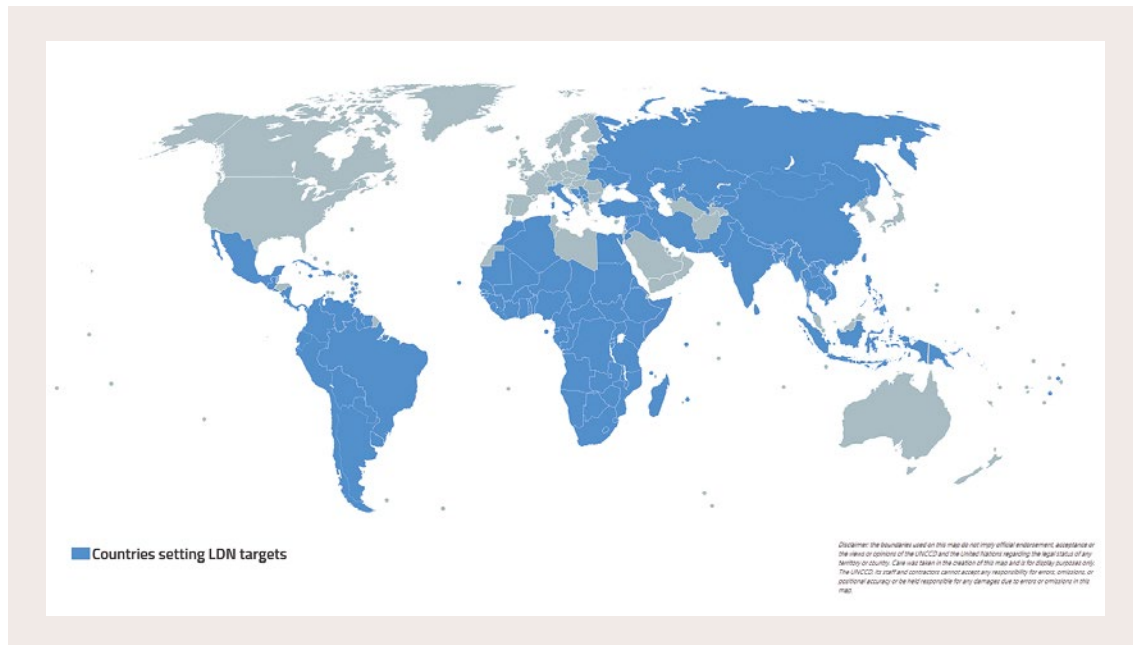 Countries setting LDN targets
Disclaimer: the boundaries used on this map do not imply official endorsement, acceptance or
the views or opinions of the UNCCD and the United Nations regarding the legal status of any
territory or country. Care was taken in the creation of this map and is for display purposes only.
The UNCCD, its staff and contractors cannot accept any responsibility for errors, omissions, or
positional accuracy or be held responsible for any damages due to errors or omissions in this
map.